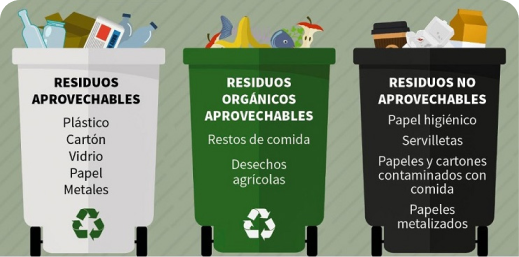 RESIDUOS
APROVECHABLES
Plástico
Cartón
Vidrio
Papel
Metales
RESIDUOS
ORGÁNICOS
APROVECHABLES
Restos de comida
Desechos
agrícolas
RESIDUOS NO
APROVECHABLES
Papel higiénico
Servilletas
Papeles y cartones
contaminados con
comida
Papeles
metalizados